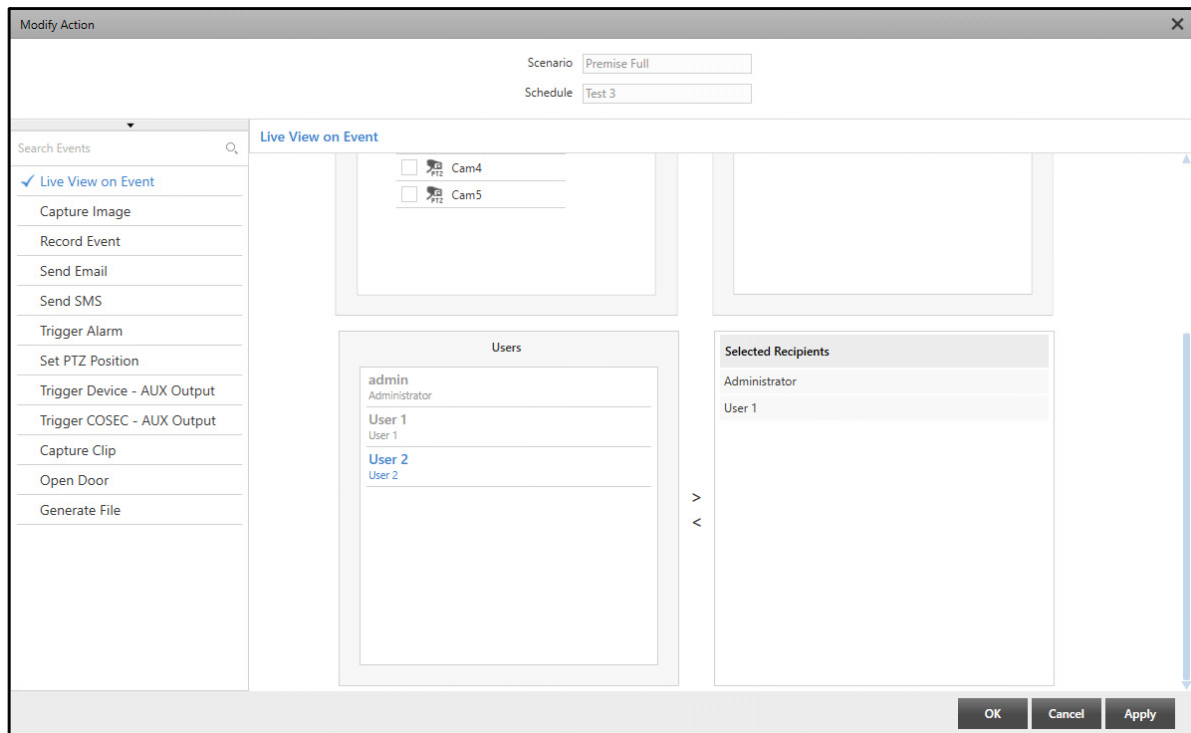 Modify Action
Scenario Premise Full
Schedule Test 3
Search Events
Live View on Event
Capture Image
Record Event
Send Email
Send SMS
Trigger Alarm
Set PTZ Position
Trigger Device - AUX Output
Trigger COSEC - AUX Output
Capture Clip
Open Door
Generate File
Live View on Event
PTZ Cam4
PTZ Cam5
Users
admin
Administrator
User 1
User 1
User 2
User 2
>
<
Selected Recipients
Administrator
User 1
OK Cancel Apply